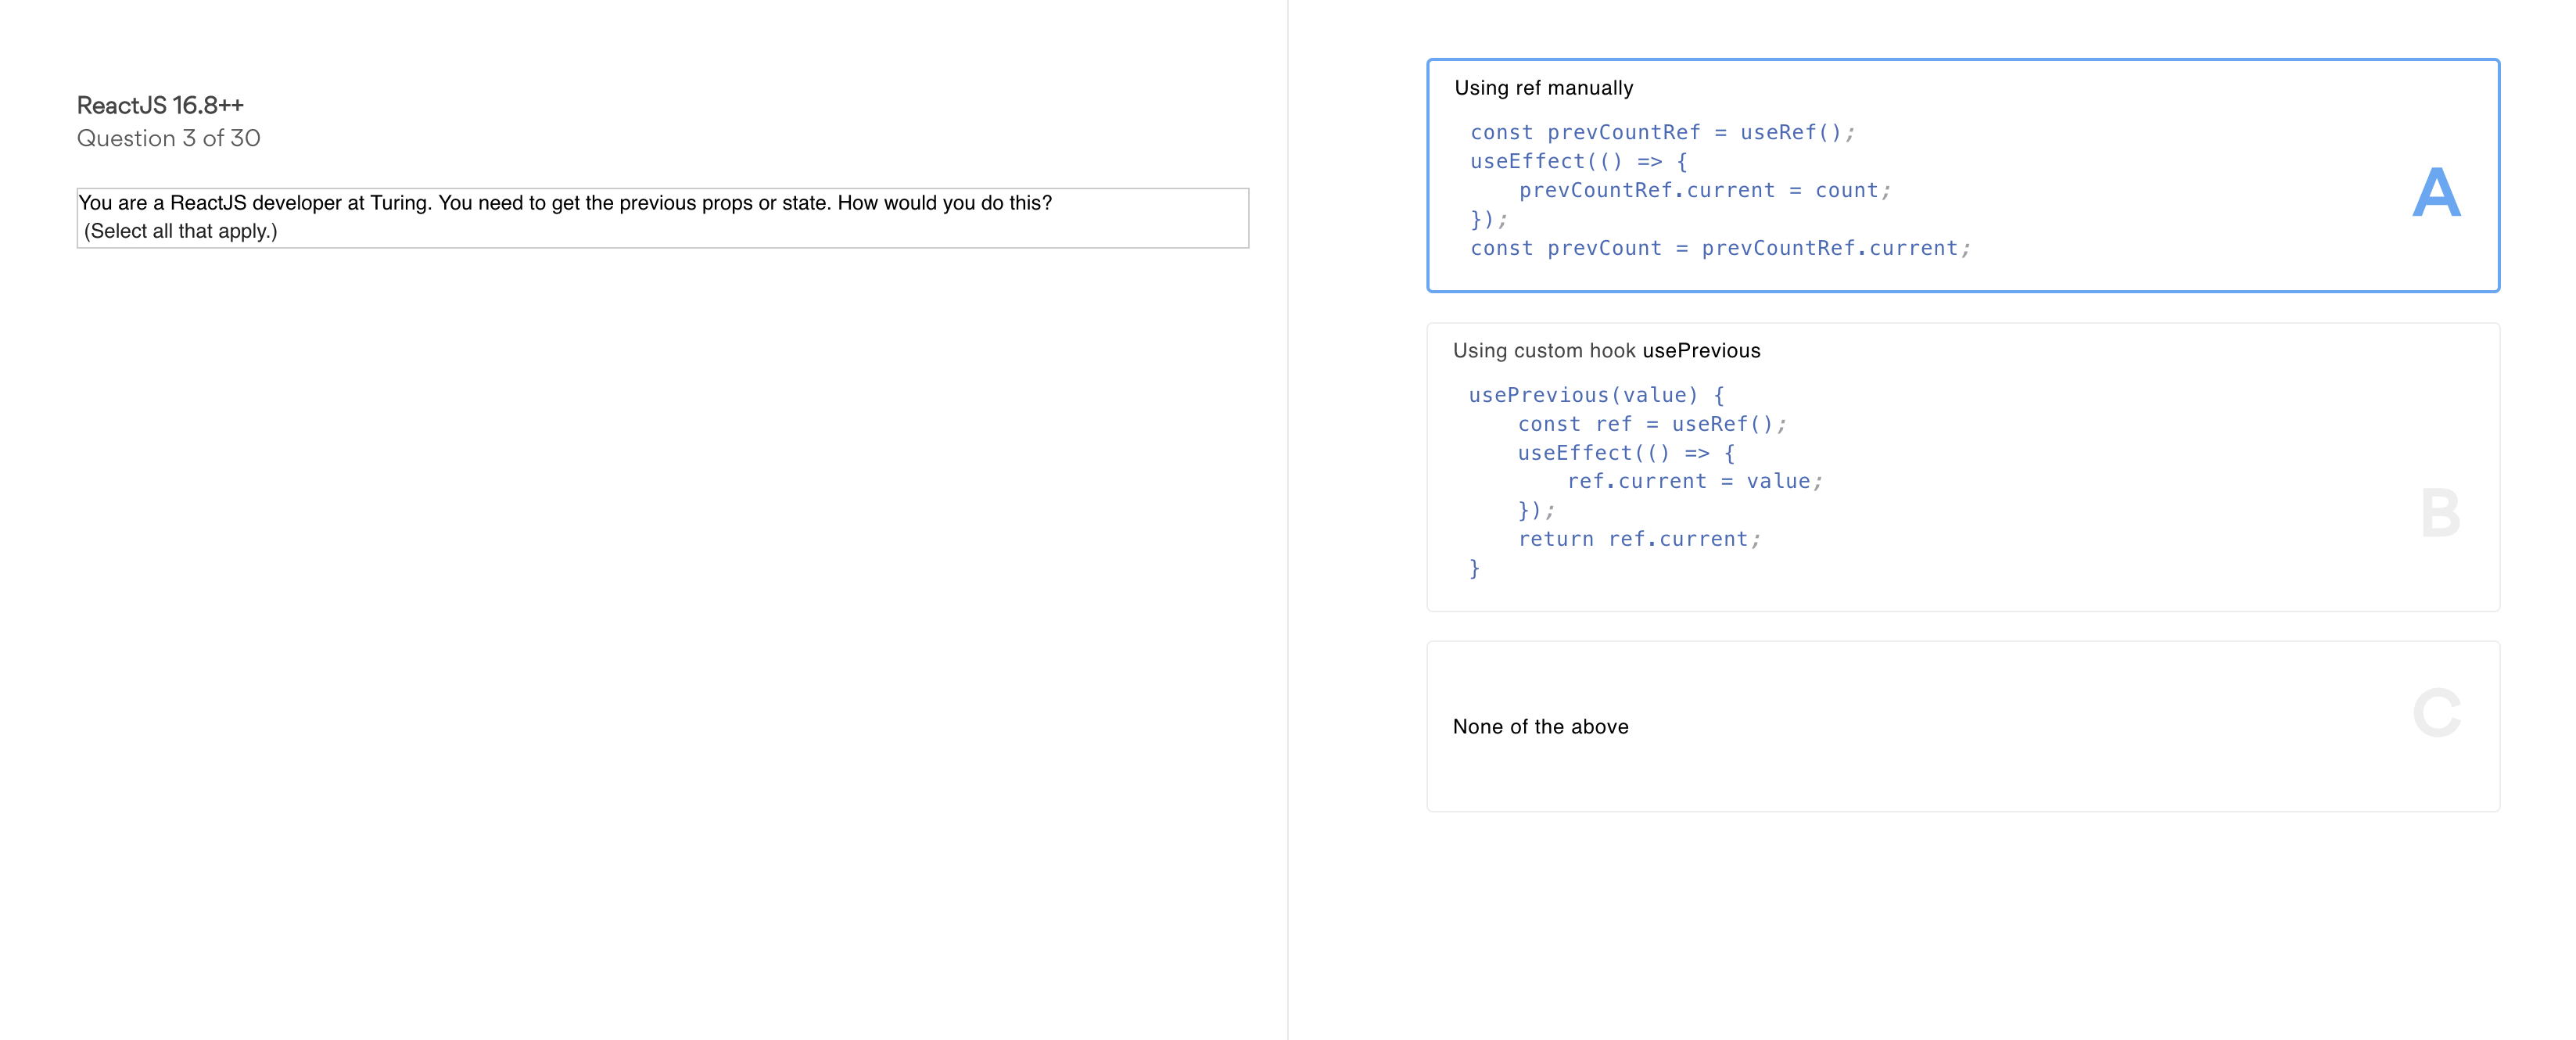 ReactJS 16.8++
Question 3 of 30
You are a ReactJS developer at Turing. You need to get the previous props or state. How would you do this?
(Select all that apply.)
Using ref manually
const prevCountRef = useRef();
useEffect(() => {
prevCountRef.current = count;
});
const prevCount = prevCountRef.current;
A
Using custom hook usePrevious
usePrevious(value) {
const ref = useRef();
useEffect(() => {
ref.current = value;
});
return ref.current;
}
B
None of the above
C